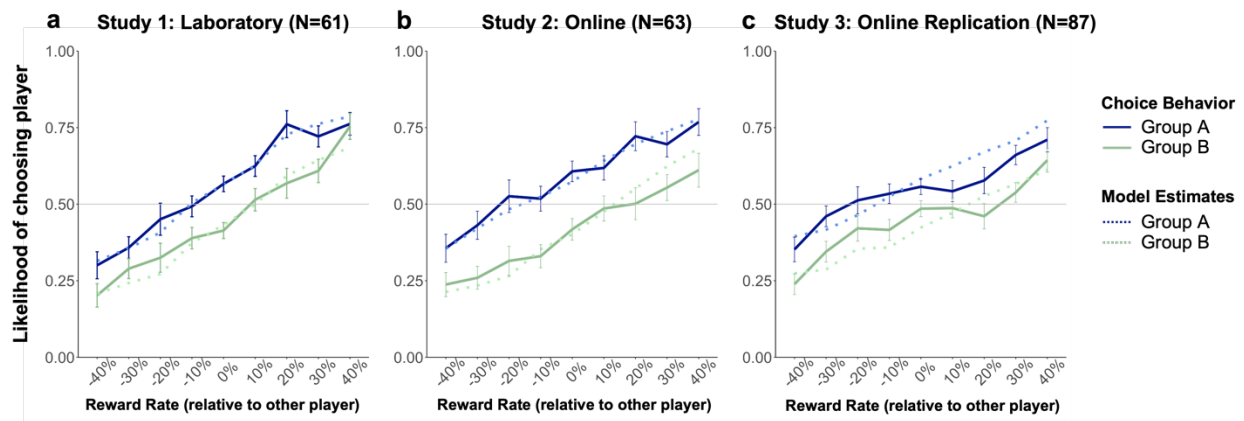 a Study 1: Laboratory (N=61)
b Study 2: Online (N=63)
c Study 3: Online Replication (N=87)
Likelihood of choosing player
1.00
0.75
0.50
0.25
0.00
-40% -30% -20% -10% 0% 10% 20% 30% 40%
Reward Rate (relative to other player)
1.00
0.75
0.50
0.25
0.00
-40% -30% -20% -10% 0% 10% 20% 30% 40%
Reward Rate (relative to other player)
1.00
0.75
0.50
0.25
0.00
-40% -30% -20% -10% 0% 10% 20% 30% 40%
Reward Rate (relative to other player)
Choice Behavior
Group A
Group B
Model Estimates
Group A
Group B